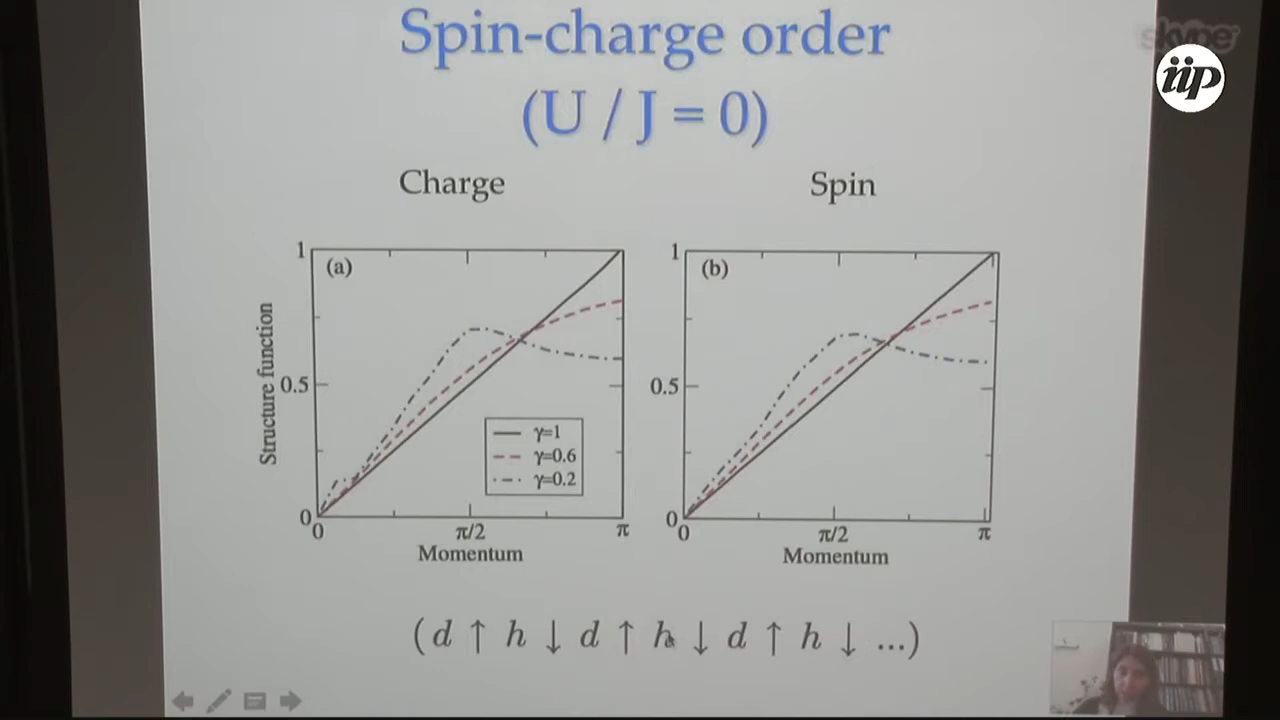 Spin-charge order
(U / J = 0)
Charge
Spin
1
(a)
Structure function
0.5
γ=1
γ=0.6
γ=0.2
0
0
π/2
π
Momentum
1
(b)
0.5
0
0
π/2
π
Momentum
(d ↑ h ↓ d ↑ h ↓ d ↑ h ↓ ...)
skype
iip